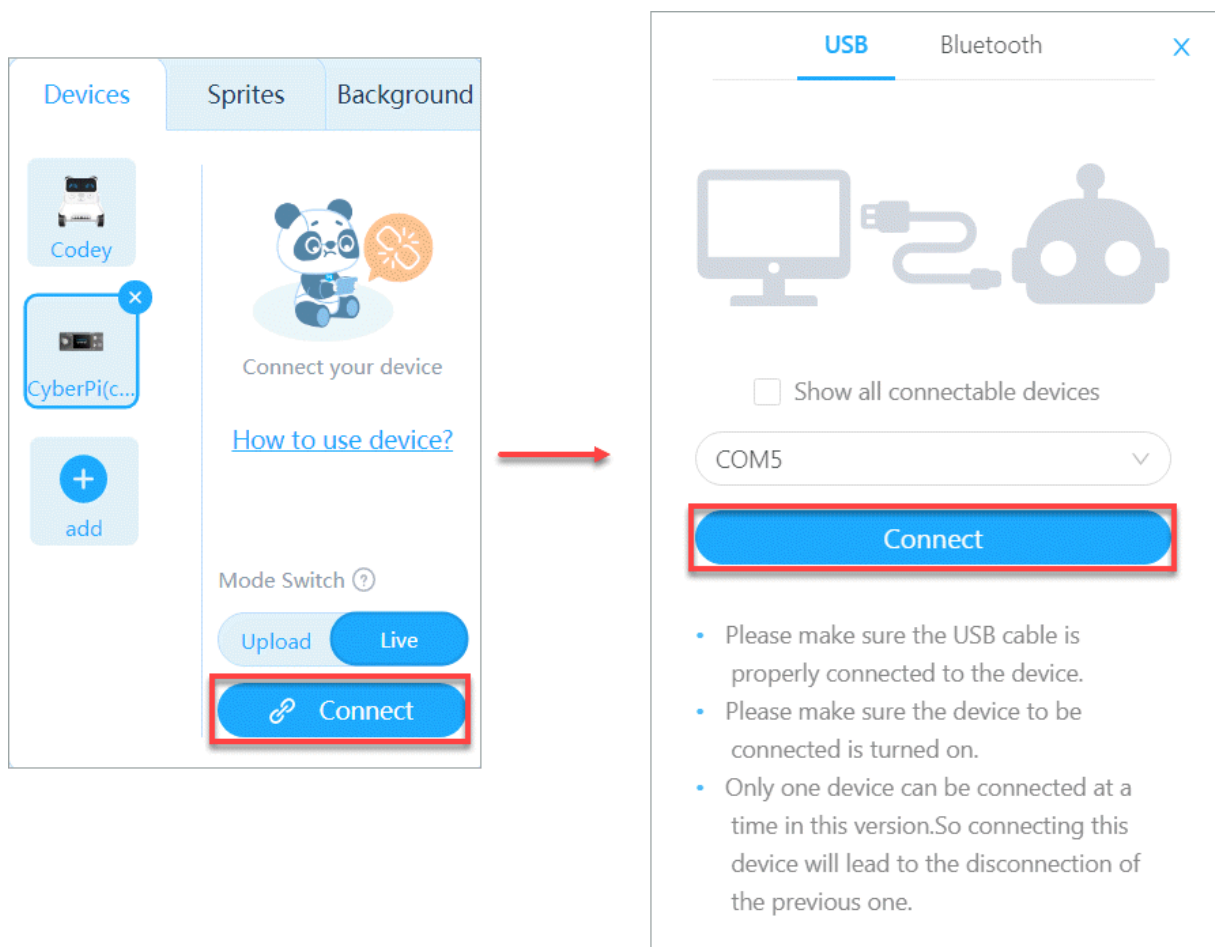 Devices
Sprites
Background
Codey
CyberPi(c...
add
Connect your device
How to use device?
Mode Switch ?
Upload
Live
Connect
USB
Bluetooth
Show all connectable devices
COM5
Connect
• Please make sure the USB cable is
properly connected to the device.
• Please make sure the device to be
connected is turned on.
• Only one device can be connected at a
time in this version.So connecting this
device will lead to the disconnection of
the previous one.